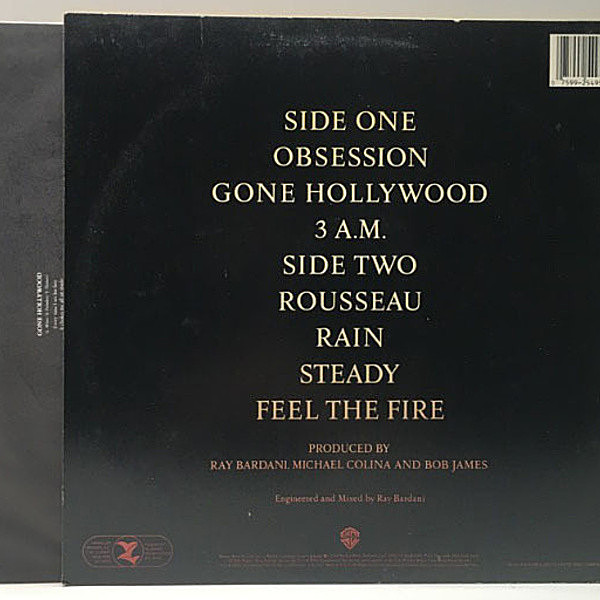 SIDE ONE
OBSESSION
GONE HOLLYWOOD
3 A.M.
SIDE TWO
ROUSSEAU
RAIN
STEADY
FEEL THE FIRE
PRODUCED BY
RAY BARDANI, MICHAEL COLINA AND BOB JAMES
Engineered and Mixed by Ray Bardani
GONE HOLLYWOOD